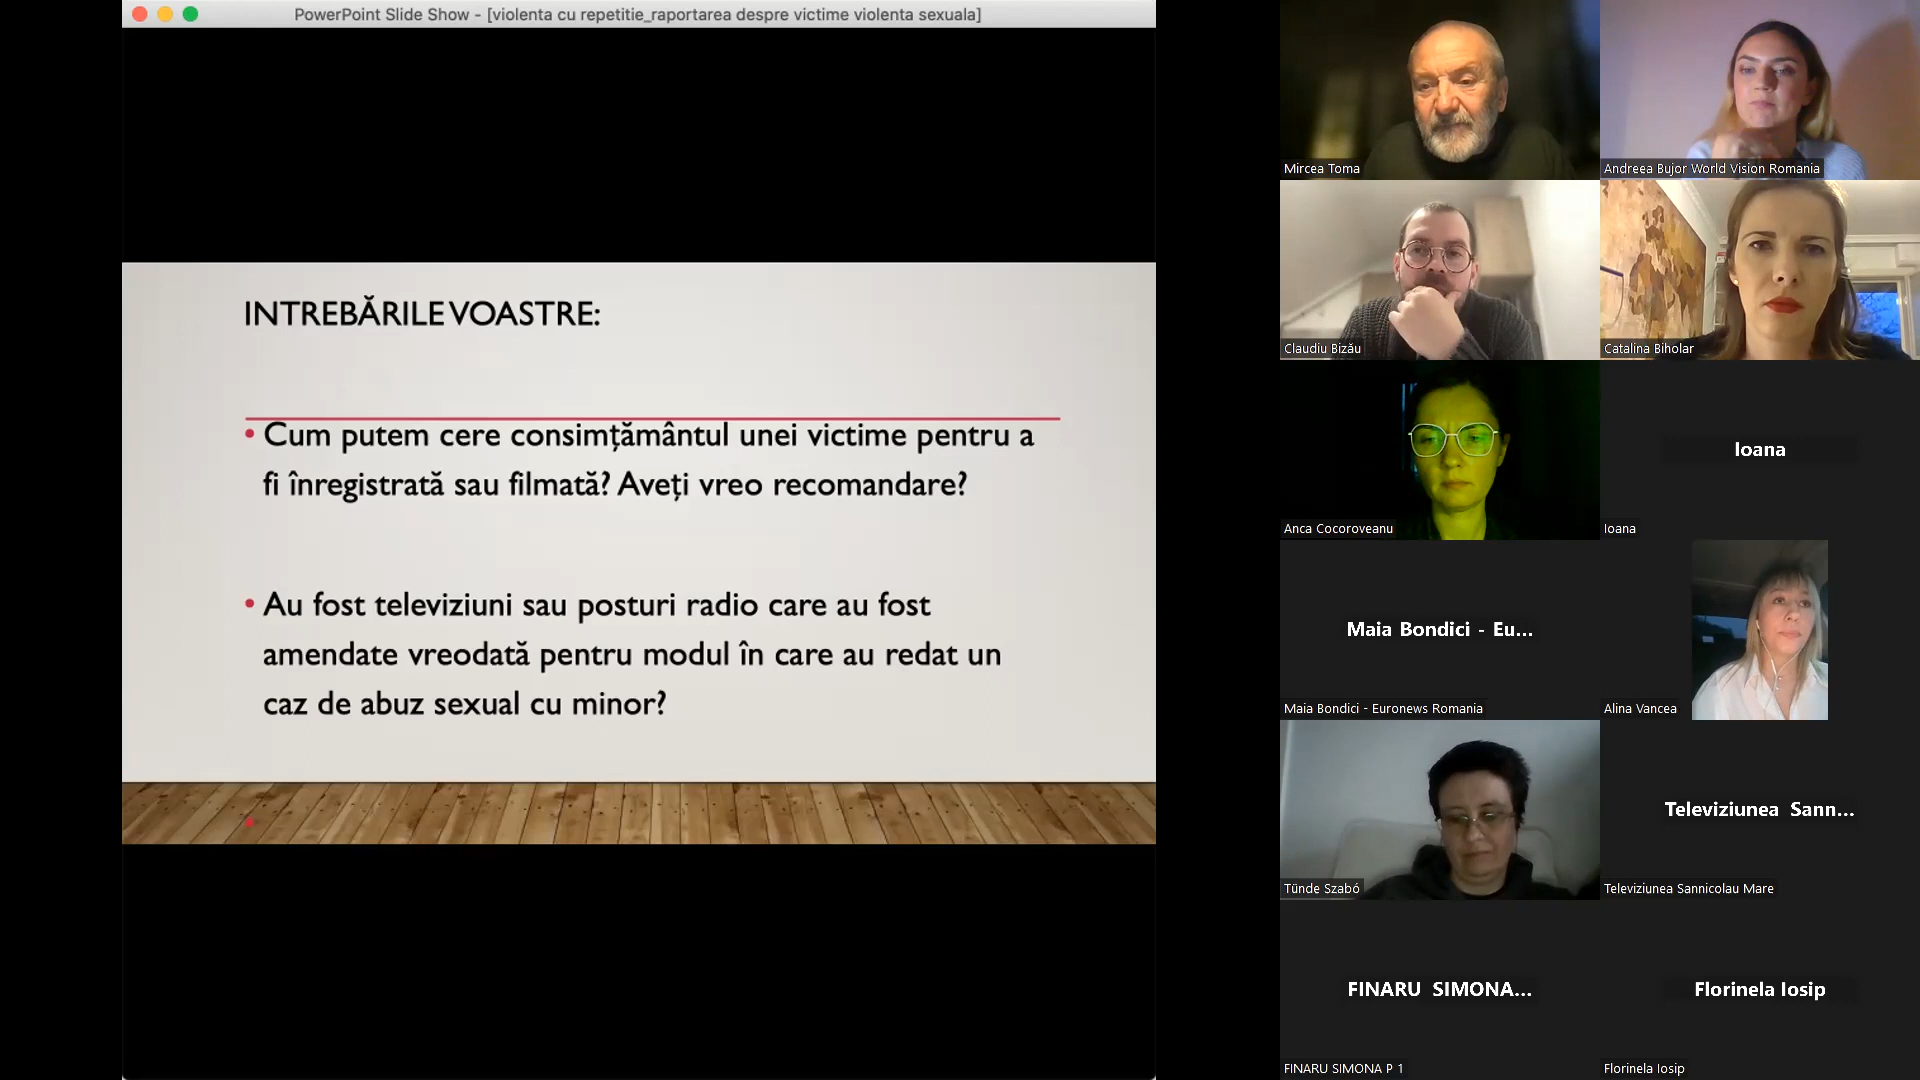 PowerPoint Slide Show - [violenta cu repetitie_raportarea despre victime violenta sexuala]
INTREBĂRILE VOASTRE:
• Cum putem cere consimțământul unei victime pentru a
fi înregistrată sau filmată? Aveți vreo recomandare?
• Au fost televiziuni sau posturi radio care au fost
amendate vreodată pentru modul în care au redat un
caz de abuz sexual cu minor?
Mircea Toma
Andreea Bujor World Vision Romania
Claudiu Bizău
Catalina Biholar
Anca Cocoroveanu
Ioana
Ioana
Maia Bondici - Eu...
Maia Bondici - Euronews Romania
Alina Vancea
Tünde Szabó
Televiziunea Sann...
Televiziunea Sannicolau Mare
FINARU SIMONA...
FINARU SIMONA P 1
Florinela Iosip
Florinela Iosip